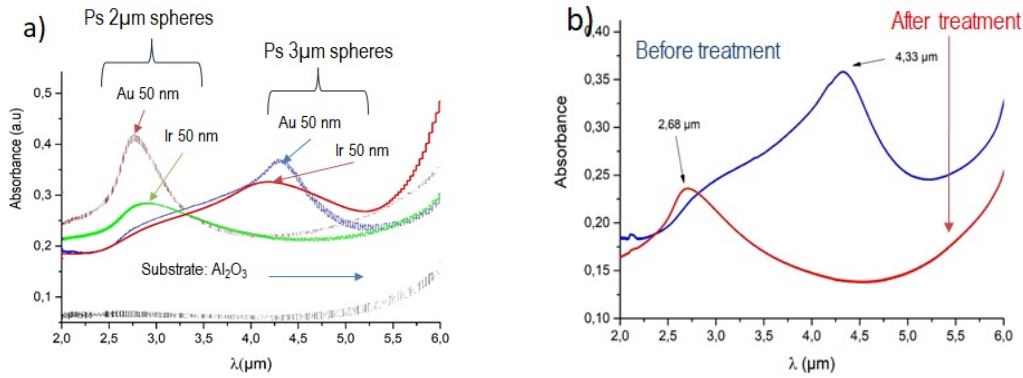 a)
Ps 2µm spheres
Ps 3µm spheres
Au 50 nm
Ir 50 nm
Au 50 nm
Ir 50 nm
Substrate: Al₂O₃
Absorbance (a.u)
0,5
0,4
0,3
0,2
0,1
2,0 2,5 3,0 3,5 4,0 4,5 5,0 5,5 6,0
λ(µm)
b)
Before treatment
After treatment
4,33 µm
2,68 µm
Absorbance
0,40
0,35
0,30
0,25
0,20
0,15
0,10
2,0 2,5 3,0 3,5 4,0 4,5 5,0 5,5 6,0
λ (µm)